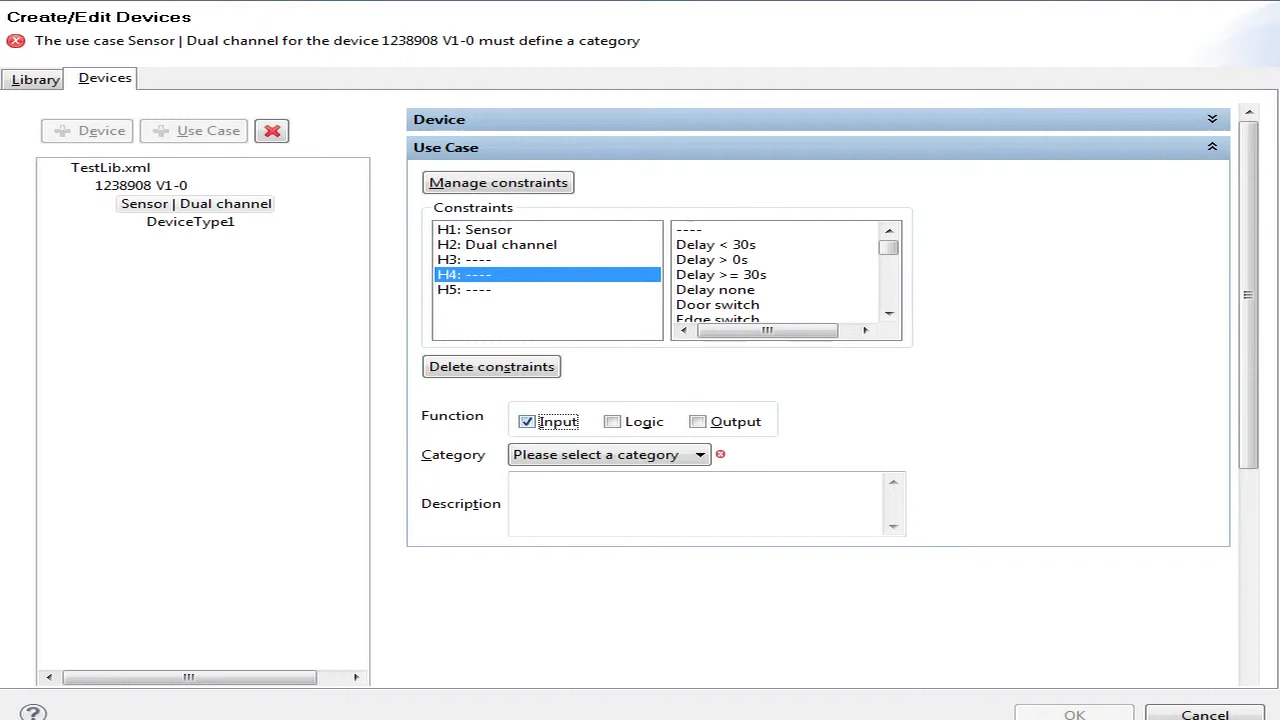 Create/Edit Devices
The use case Sensor | Dual channel for the device 1238908 V1-0 must define a category
Library
Devices
Device
Use Case
TestLib.xml
1238908 V1-0
Sensor | Dual channel
DeviceType1
Device
Use Case
Manage constraints
Constraints
H1: Sensor
H2: Dual channel
H3: ----
H4: ----
H5: ----
----
Delay < 30s
Delay > 0s
Delay >= 30s
Delay none
Door switch
Edge switch
Delete constraints
Function
Input
Logic
Output
Category
Please select a category
Description
OK
Cancel